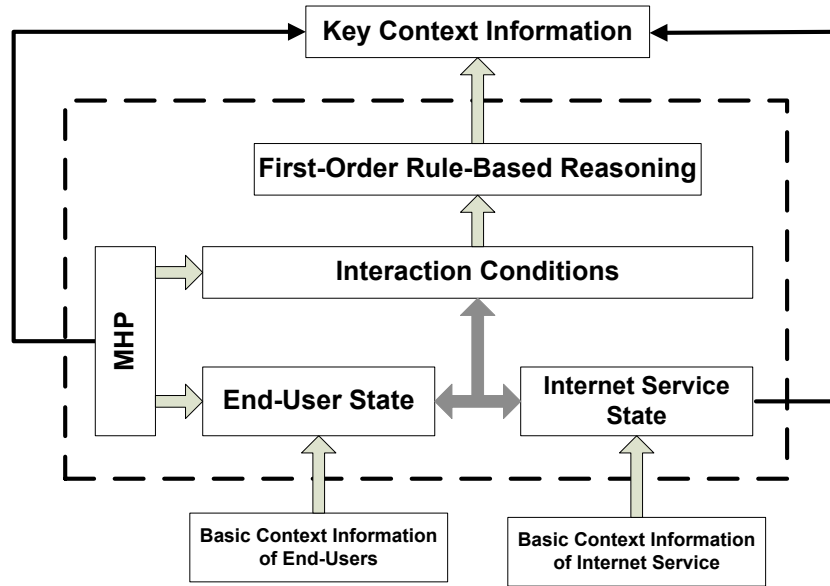 Key Context Information
First-Order Rule-Based Reasoning
Interaction Conditions
MHP
End-User State
Internet Service
State
Basic Context Information
of End-Users
Basic Context Information
of Internet Service